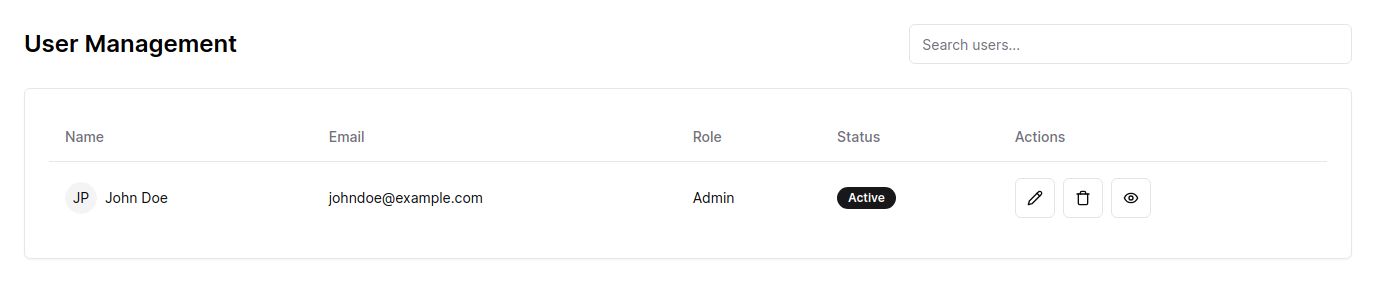 User Management
Search users...
Name Email Role Status Actions
JP John Doe johndoe@example.com Admin Active